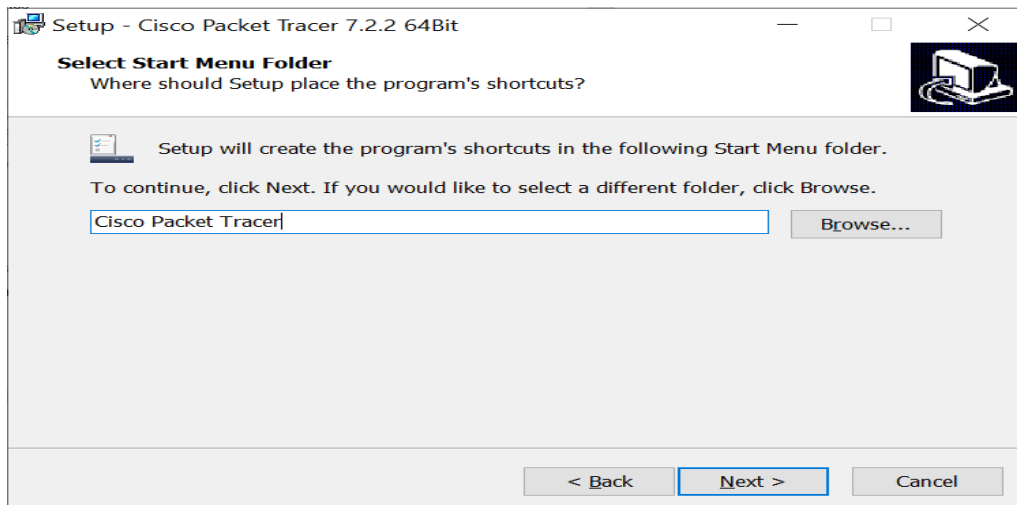 Setup - Cisco Packet Tracer 7.2.2 64Bit
Select Start Menu Folder
Where should Setup place the program's shortcuts?
Setup will create the program's shortcuts in the following Start Menu folder.
To continue, click Next. If you would like to select a different folder, click Browse.
Cisco Packet Tracer
Browse...
< Back
Next >
Cancel